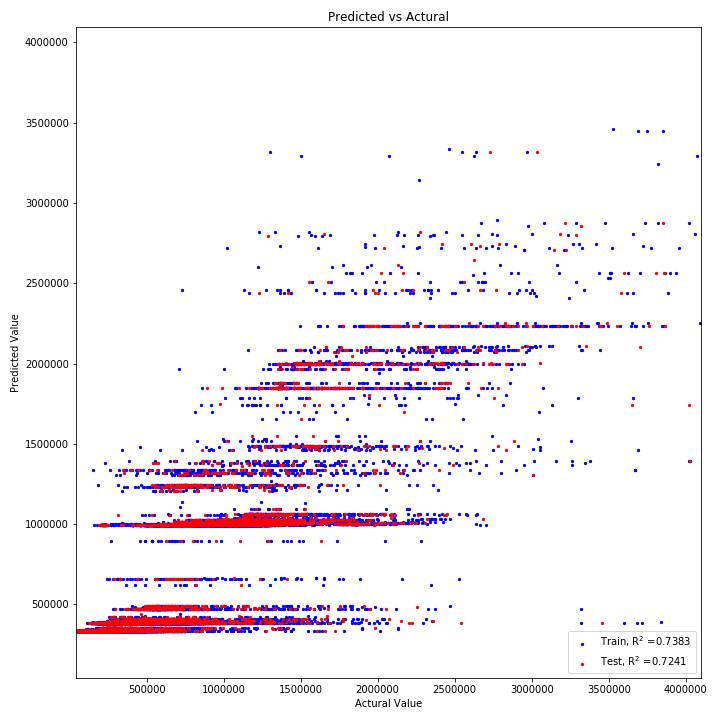 Predicted vs Actural
4000000
3500000
3000000
2500000
2000000
1500000
1000000
500000
Predicted Value
Train, R² =0.7383
Test, R² =0.7241
500000 1000000 1500000 2000000 2500000 3000000 3500000 4000000
Actural Value